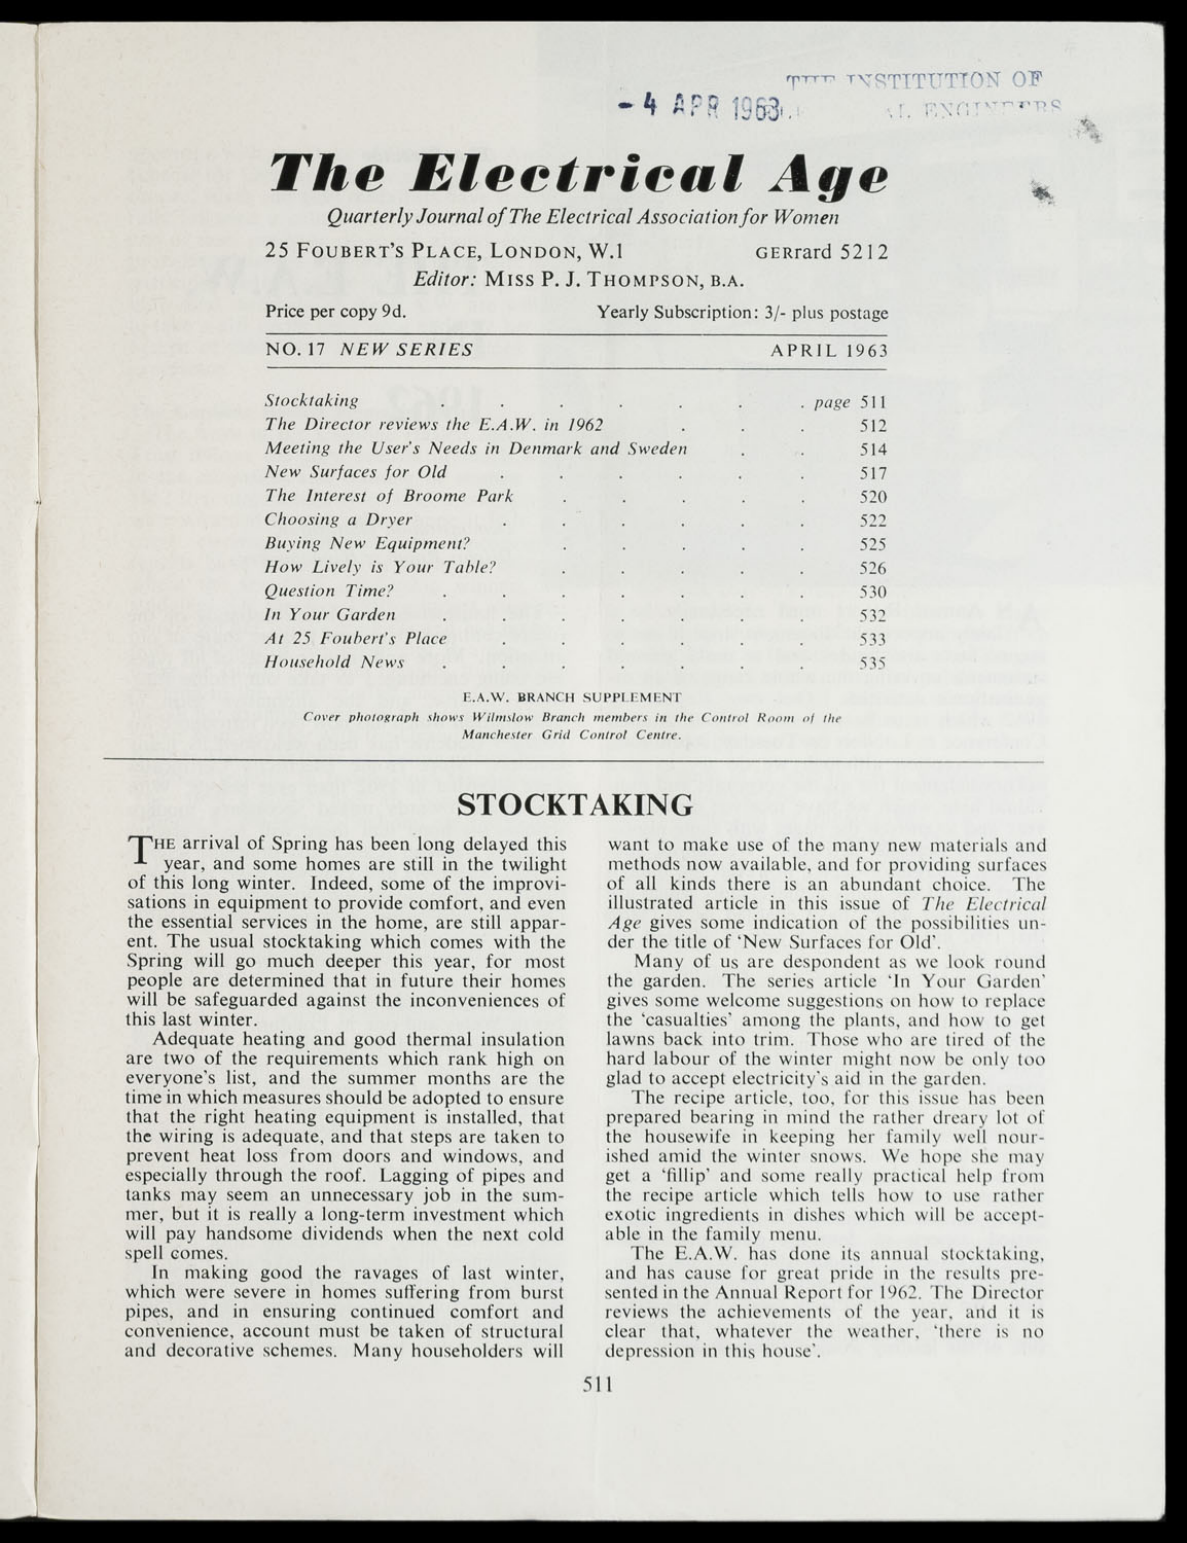 THE INSTITUTION OF
- 4 APR 1963
ENGINEERS
The Electrical Age
Quarterly Journal of The Electrical Association for Women
25 FOUBERT'S PLACE, LONDON, W.1 GERrard 5212
Editor: MISS P. J. THOMPSON, B.A.
Price per copy 9d. Yearly Subscription: 3/- plus postage
NO. 17 NEW SERIES APRIL 1963
Stocktaking . . . . . . . page 511
The Director reviews the E.A.W. in 1962 . . . 512
Meeting the User's Needs in Denmark and Sweden . . 514
New Surfaces for Old . . . . . . 517
The Interest of Broome Park . . . . . 520
Choosing a Dryer . . . . . . 522
Buying New Equipment? . . . . . 525
How Lively is Your Table? . . . . . 526
Question Time? . . . . . . . 530
In Your Garden . . . . . . . 532
At 25 Foubert's Place . . . . . . 533
Household News . . . . . . . 535
E.A.W. BRANCH SUPPLEMENT
Cover photograph shows Wilmslow Branch members in the Control Room of the
Manchester Grid Control Centre.
STOCKTAKING
THE arrival of Spring has been long delayed this
year, and some homes are still in the twilight
of this long winter. Indeed, some of the improvi-
sations in equipment to provide comfort, and even
the essential services in the home, are still appar-
ent. The usual stocktaking which comes with the
Spring will go much deeper this year, for most
people are determined that in future their homes
will be safeguarded against the inconveniences of
this last winter.
Adequate heating and good thermal insulation
are two of the requirements which rank high on
everyone's list, and the summer months are the
time in which measures should be adopted to ensure
that the right heating equipment is installed, that
the wiring is adequate, and that steps are taken to
prevent heat loss from doors and windows, and
especially through the roof. Lagging of pipes and
tanks may seem an unnecessary job in the sum-
mer, but it is really a long-term investment which
will pay handsome dividends when the next cold
spell comes.
In making good the ravages of last winter,
which were severe in homes suffering from burst
pipes, and in ensuring continued comfort and
convenience, account must be taken of structural
and decorative schemes. Many householders will
want to make use of the many new materials and
methods now available, and for providing surfaces
of all kinds there is an abundant choice. The
illustrated article in this issue of The Electrical
Age gives some indication of the possibilities un-
der the title of 'New Surfaces for Old'.
Many of us are despondent as we look round
the garden. The series article 'In Your Garden'
gives some welcome suggestions on how to replace
the 'casualties' among the plants, and how to get
lawns back into trim. Those who are tired of the
hard labour of the winter might now be only too
glad to accept electricity's aid in the garden.
The recipe article, too, for this issue has been
prepared bearing in mind the rather dreary lot of
the housewife in keeping her family well nour-
ished amid the winter snows. We hope she may
get a 'fillip' and some really practical help from
the recipe article which tells how to use rather
exotic ingredients in dishes which will be accept-
able in the family menu.
The E.A.W. has done its annual stocktaking,
and has cause for great pride in the results pre-
sented in the Annual Report for 1962. The Director
reviews the achievements of the year, and it is
clear that, whatever the weather, 'there is no
depression in this house'.
511